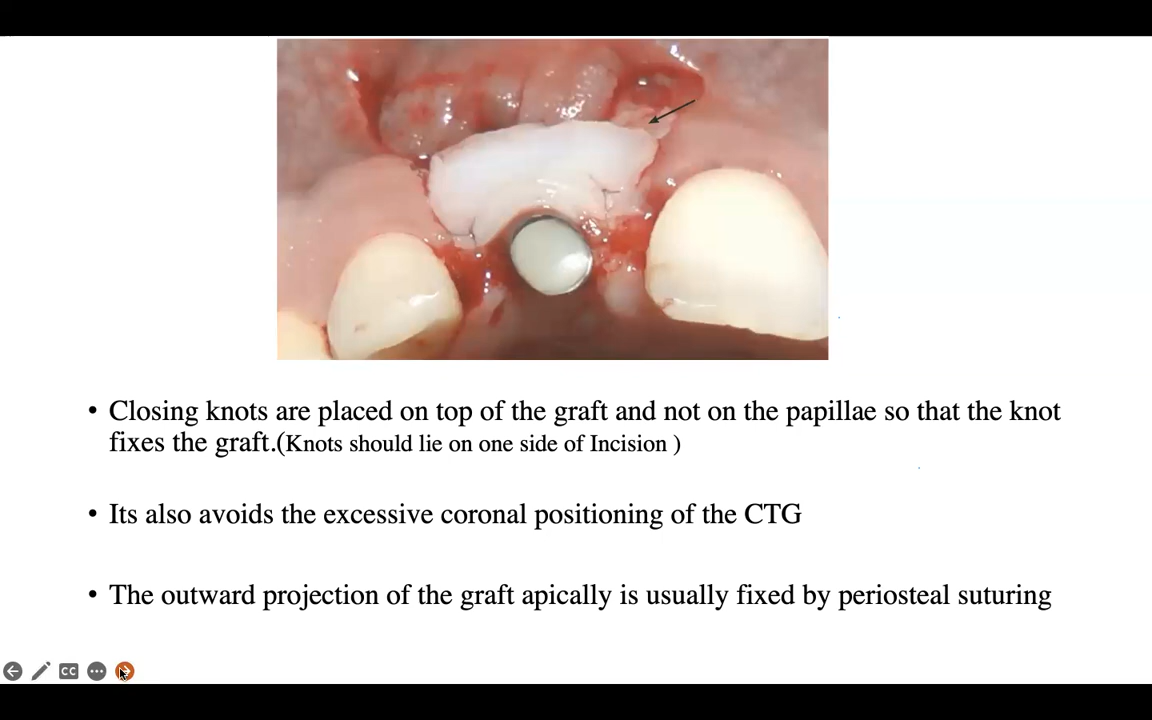 • Closing knots are placed on top of the graft and not on the papillae so that the knot
fixes the graft.(Knots should lie on one side of Incision )
• Its also avoids the excessive coronal positioning of the CTG
• The outward projection of the graft apically is usually fixed by periosteal suturing
CC